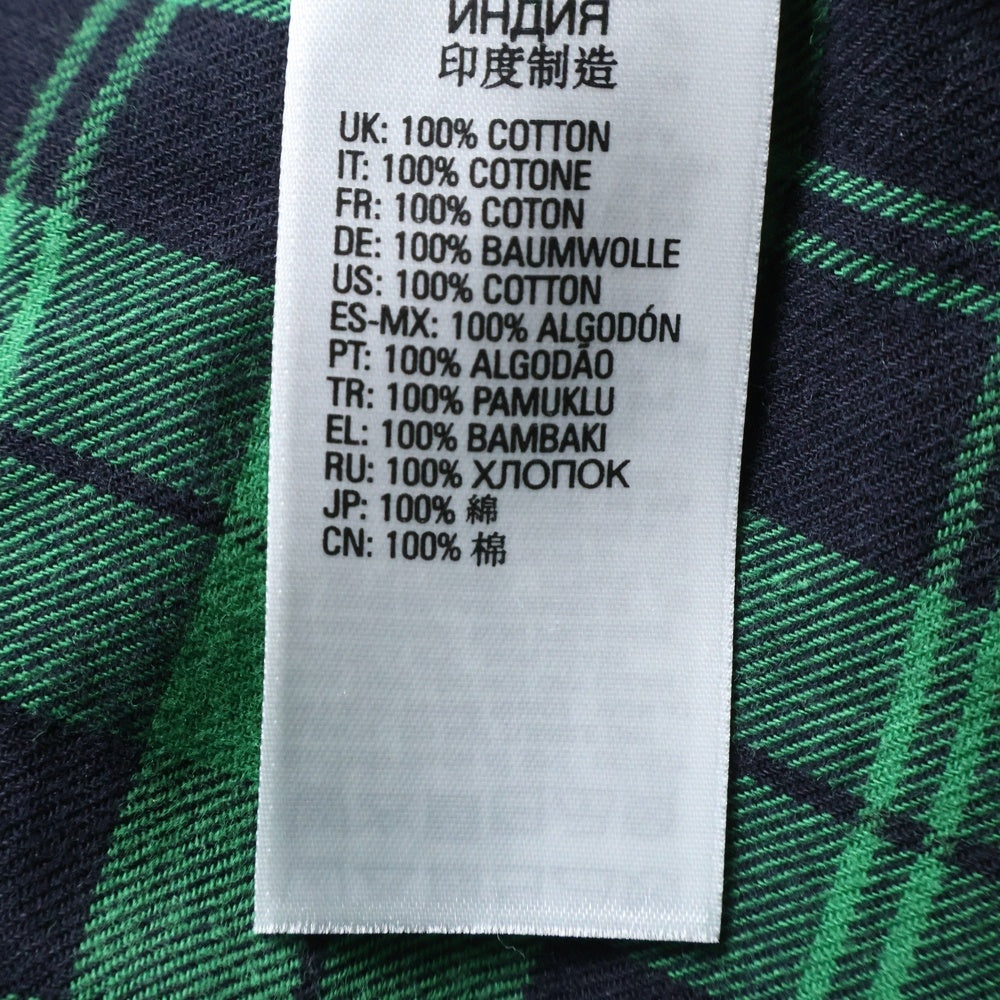 ИНДИЯ
印度制造
UK: 100% COTTON
IT: 100% COTONE
FR: 100% COTON
DE: 100% BAUMWOLLE
US: 100% COTTON
ES-MX: 100% ALGODÓN
PT: 100% ALGODÃO
TR: 100% PAMUKLU
EL: 100% BAMBAKI
RU: 100% ХЛОПОК
JP: 100% 綿
CN: 100% 棉